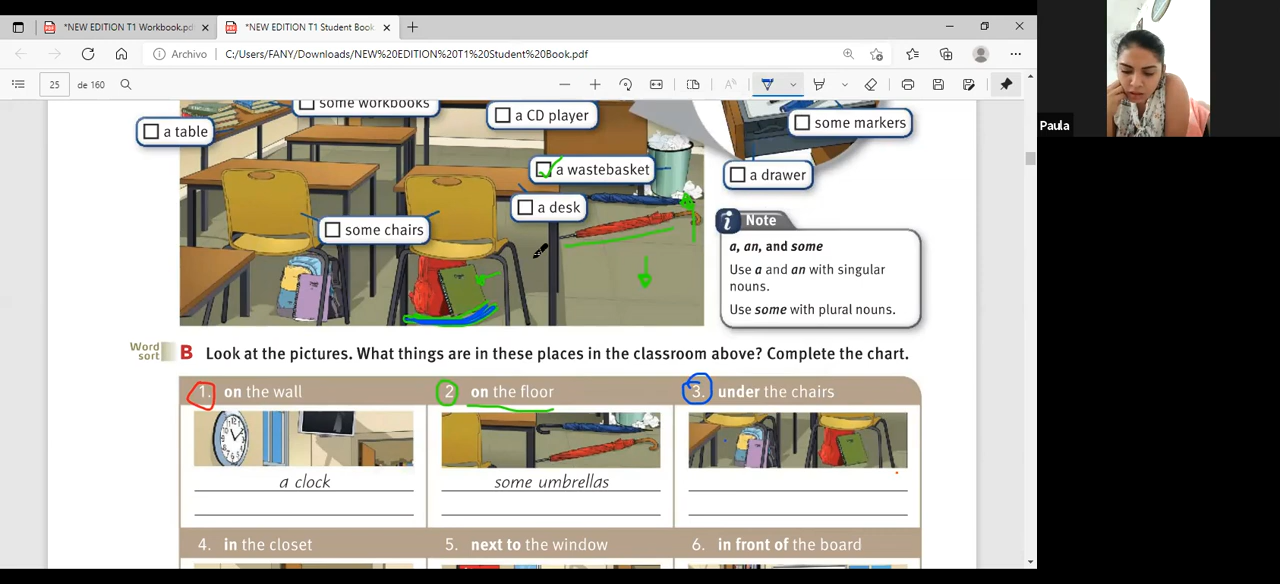 *NEW EDITION T1 Workbook.pd
*NEW EDITION T1 Student Book
Archivo
C:/Users/FANY/Downloads/NEW%20EDITION%20T1%20Student%20Book.pdf
25 de 160
Paula
some workbooks
a CD player
a table
some markers
a wastebasket
a drawer
a desk
some chairs
Note
a, an, and some
Use a and an with singular
nouns.
Use some with plural nouns.
Word
sort
B Look at the pictures. What things are in these places in the classroom above? Complete the chart.
1. on the wall
2 on the floor
3. under the chairs
a clock
some umbrellas
4. in the closet
5. next to the window
6. in front of the board